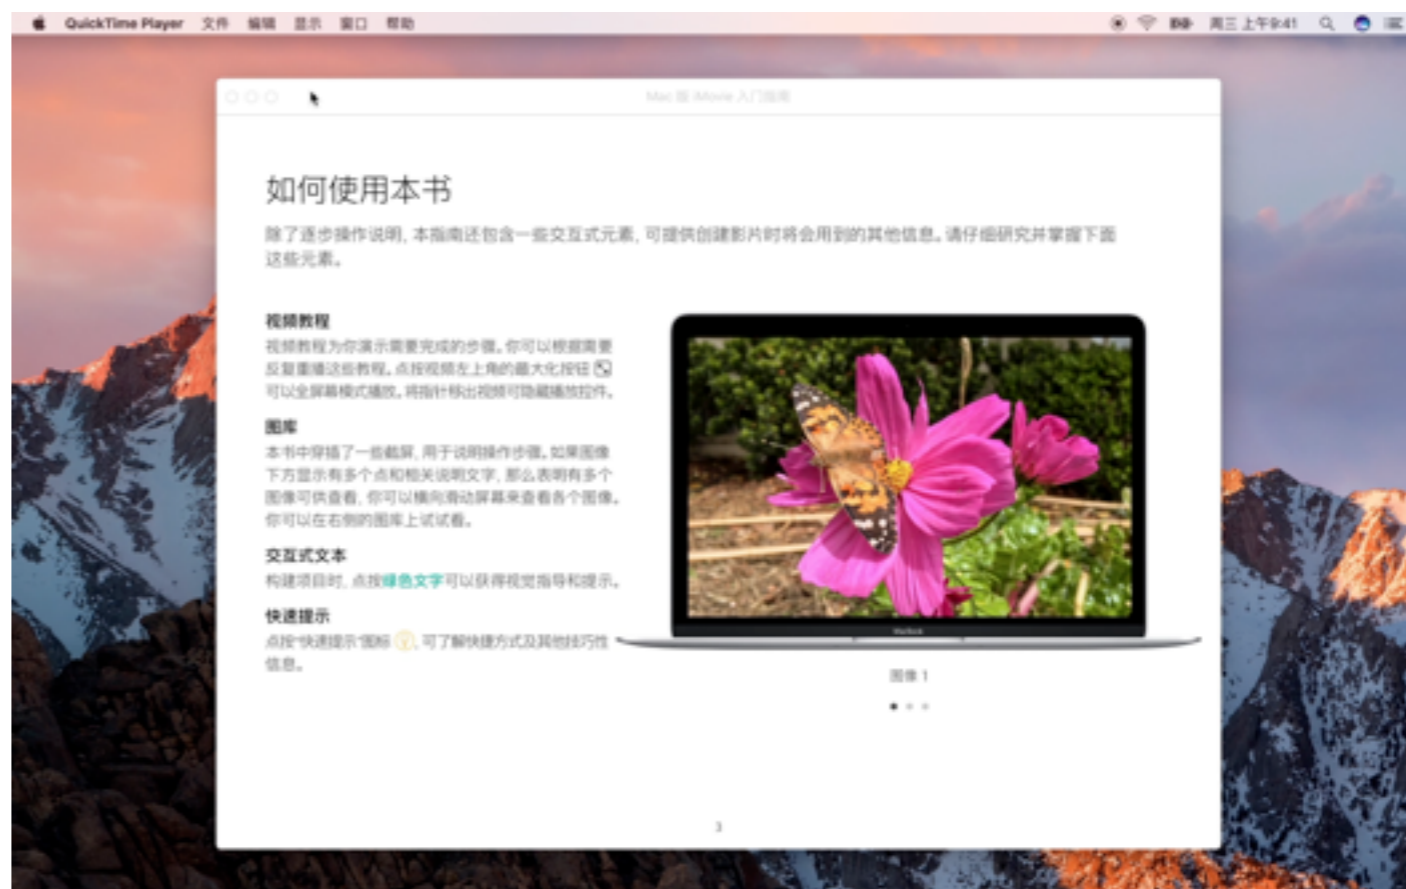 QuickTime Player 文件 编辑 显示 窗口 帮助 周三上午9:41
Mac 版 iMovie 入门指南
如何使用本书
除了逐步操作说明, 本指南还包含一些交互式元素, 可提供创建影片时将会用到的其他信息。请仔细研究并掌握下面
这些元素。
视频教程
视频教程为你演示需要完成的步骤。你可以根据需要
反复重播这些教程。点按视频左上角的最大化按钮
可以全屏幕模式播放。将指针移出视频可隐藏播放控件。
图库
本书中穿插了一些截屏, 用于说明操作步骤。如果图像
下方显示有多个点和相关说明文字, 那么表明有多个
图像可供查看, 你可以横向滑动屏幕来查看各个图像。
你可以在右侧的图库上试试看。
交互式文本
构建项目时, 点按绿色文字可以获得视觉指导和提示。
快速提示
点按“快速提示”图标 , 可了解快捷方式及其他技巧性
信息。
MacBook
图像 1
3